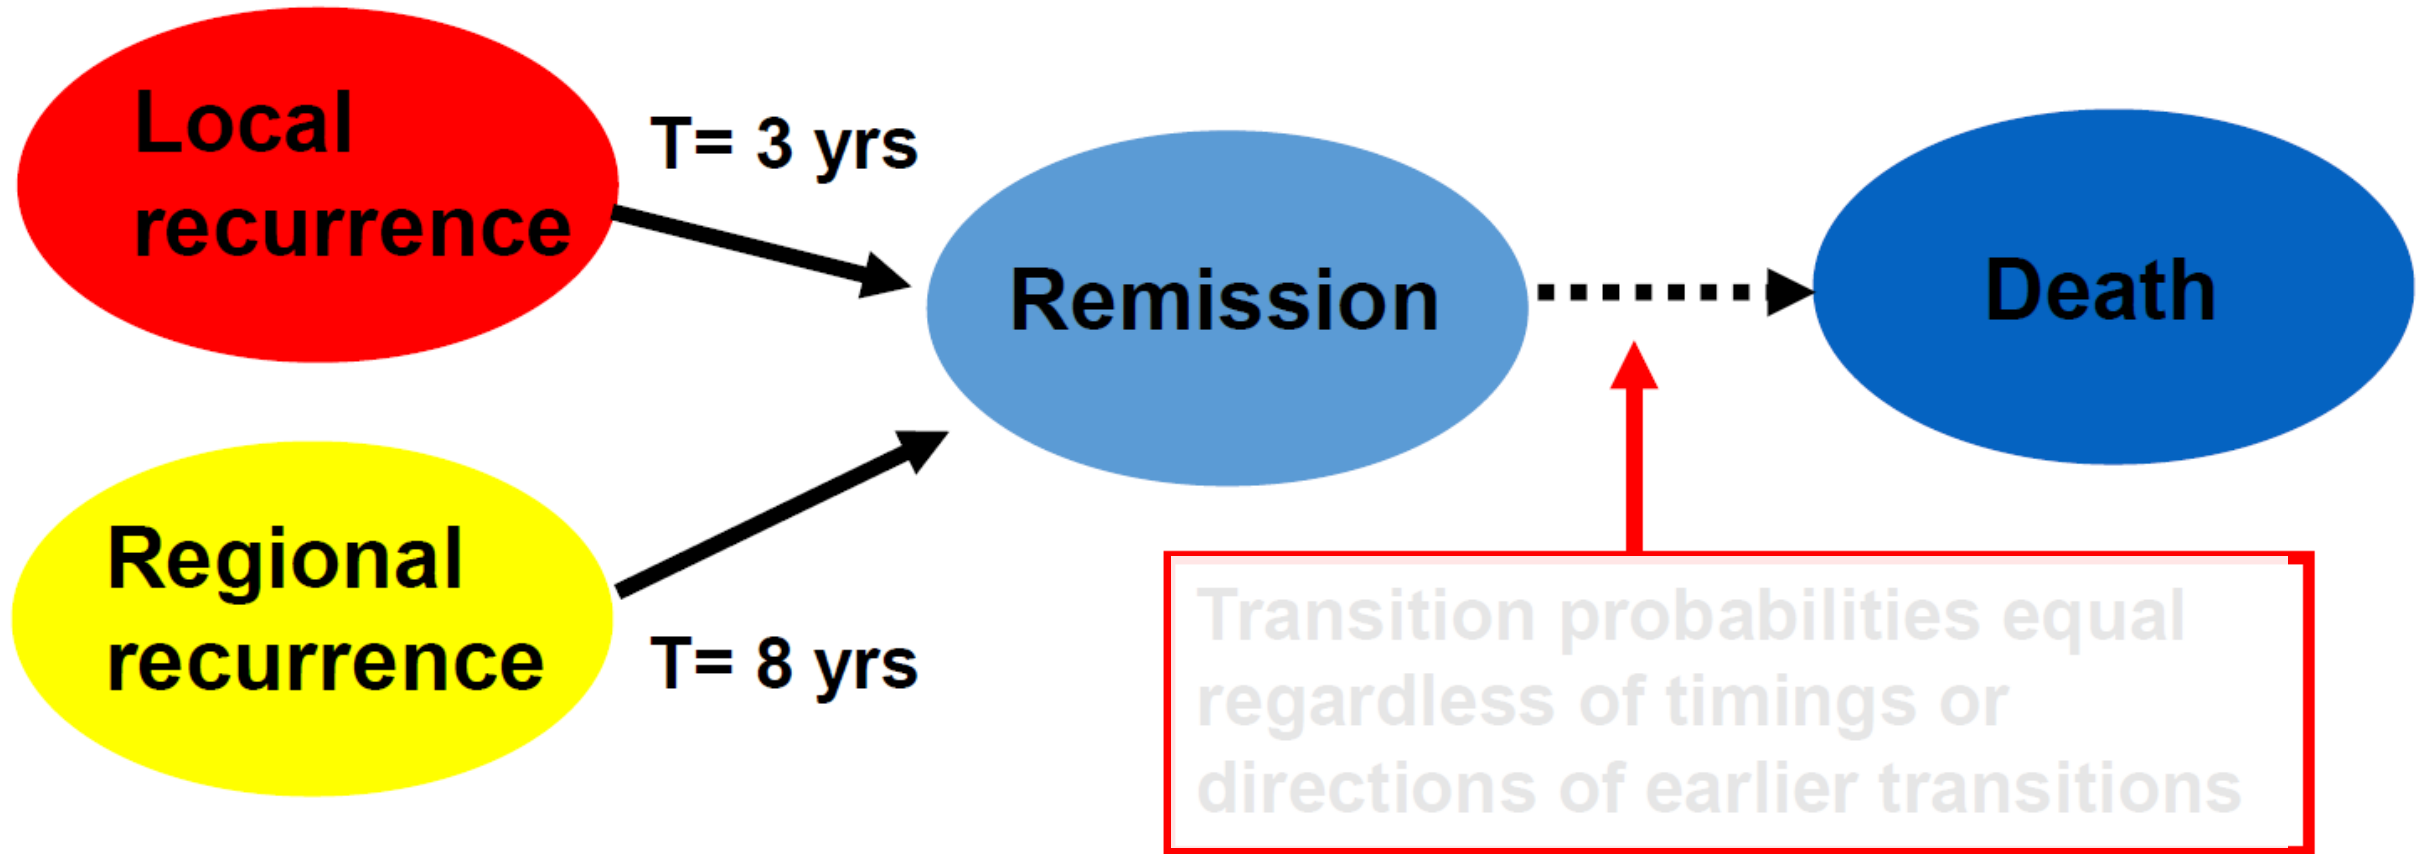 Local
recurrence
T= 3 yrs
Remission
Death
Regional
recurrence
T= 8 yrs
Transition probabilities equal
regardless of timings or
directions of earlier transitions